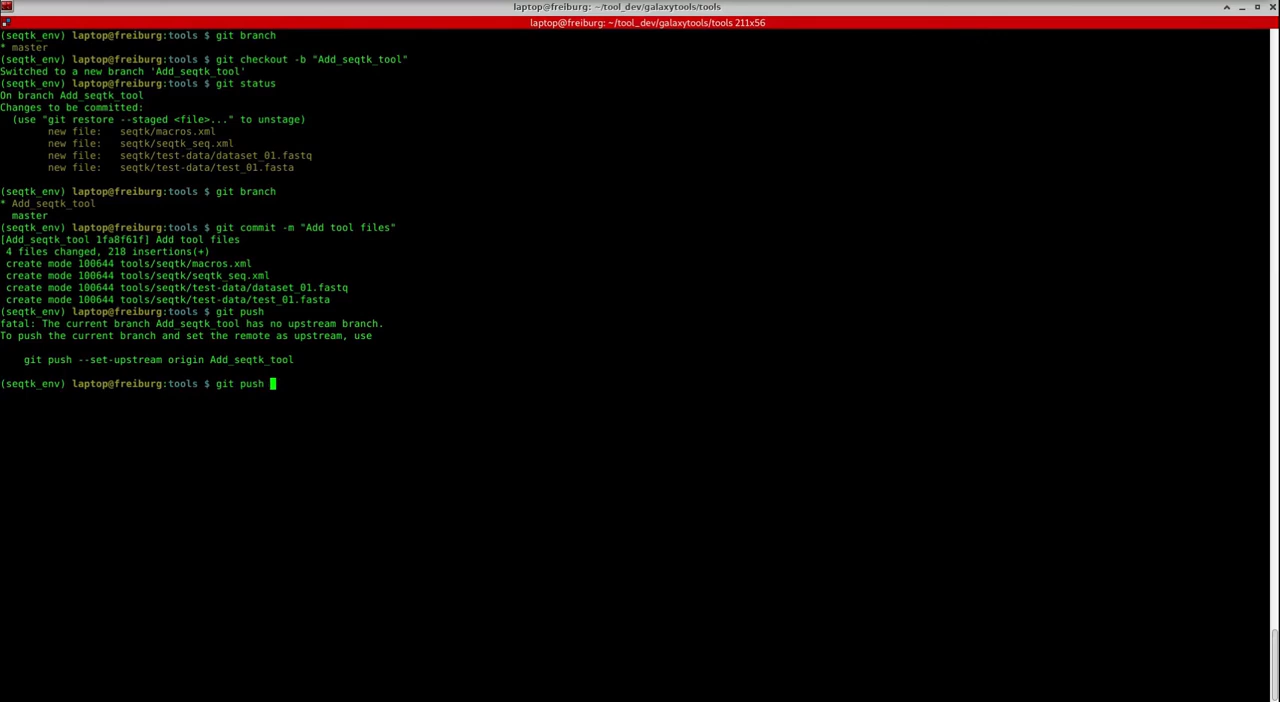 laptop@freiburg: ~/tool_dev/galaxytools/tools
laptop@freiburg: ~/tool_dev/galaxytools/tools 211x56
(seqtk_env) laptop@freiburg:tools $ git branch
* master
(seqtk_env) laptop@freiburg:tools $ git checkout -b "Add_seqtk_tool"
Switched to a new branch 'Add_seqtk_tool'
(seqtk_env) laptop@freiburg:tools $ git status
On branch Add_seqtk_tool
Changes to be committed:
  (use "git restore --staged <file>..." to unstage)
        new file:   seqtk/macros.xml
        new file:   seqtk/seqtk_seq.xml
        new file:   seqtk/test-data/dataset_01.fastq
        new file:   seqtk/test-data/test_01.fasta
(seqtk_env) laptop@freiburg:tools $ git branch
* Add_seqtk_tool
  master
(seqtk_env) laptop@freiburg:tools $ git commit -m "Add tool files"
[Add_seqtk_tool 1fa8f61f] Add tool files
 4 files changed, 218 insertions(+)
 create mode 100644 tools/seqtk/macros.xml
 create mode 100644 tools/seqtk/seqtk_seq.xml
 create mode 100644 tools/seqtk/test-data/dataset_01.fastq
 create mode 100644 tools/seqtk/test-data/test_01.fasta
(seqtk_env) laptop@freiburg:tools $ git push
fatal: The current branch Add_seqtk_tool has no upstream branch.
To push the current branch and set the remote as upstream, use
    git push --set-upstream origin Add_seqtk_tool
(seqtk_env) laptop@freiburg:tools $ git push